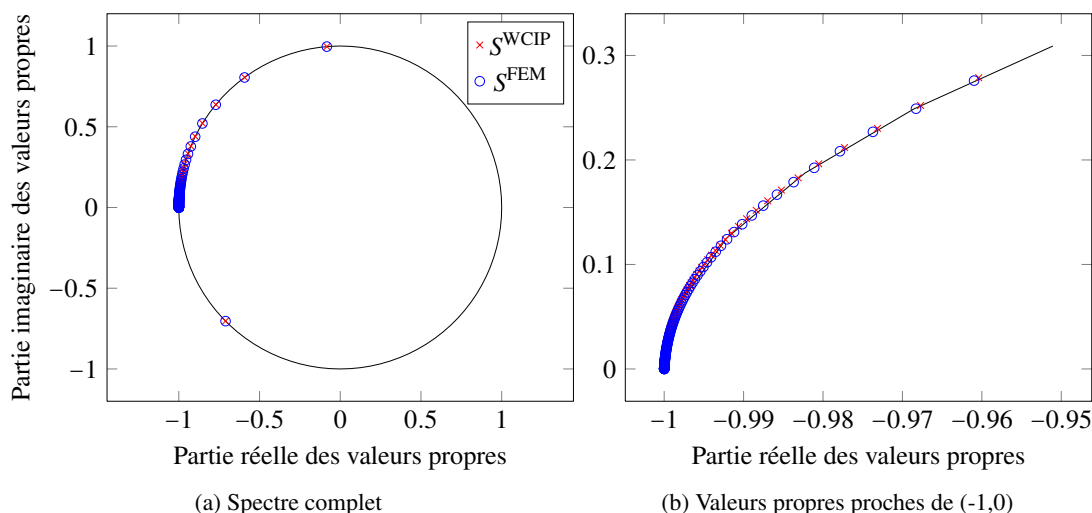 Partie imaginaire des valeurs propres
1
0.5
0
−0.5
−1
−1
−0.5
0
0.5
1
S^WCIP
S^FEM
Partie réelle des valeurs propres
(a) Spectre complet
0.3
0.2
0.1
0
−1
−0.99
−0.98
−0.97
−0.96
−0.95
Partie réelle des valeurs propres
(b) Valeurs propres proches de (-1,0)